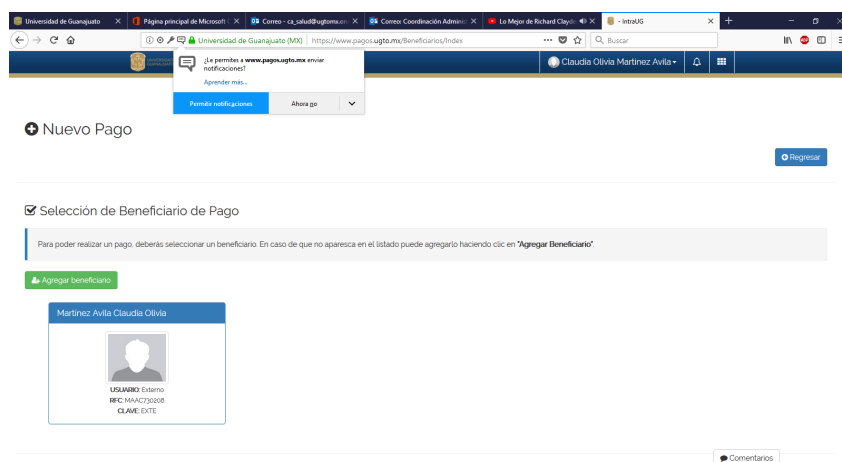 Universidad de Guanajuato
Página principal de Microsoft
Correo - ca_salud@ugtomx.on
Correo: Coordinación Administ
Lo Mejor de Richard Clayde
- IntraUG
Universidad de Guanajuato (MX)
https://www.pagos.ugto.mx/Beneficiarios/Index
Buscar
¿Le permites a www.pagos.ugto.mx enviar
notificaciones?
Aprender más...
Permitir notificaciones
Ahora no
Claudia Olivia Martinez Avila
Nuevo Pago
Regresar
Selección de Beneficiario de Pago
Para poder realizar un pago, deberás seleccionar un beneficiario. En caso de que no aparesca en el listado puede agregarlo haciendo clic en "Agregar Beneficiario".
Agregar beneficiario
Martinez Avila Claudia Olivia
USUARIO: Externo
RFC: MAAC730208
CLAVE: EXTE
Comentarios